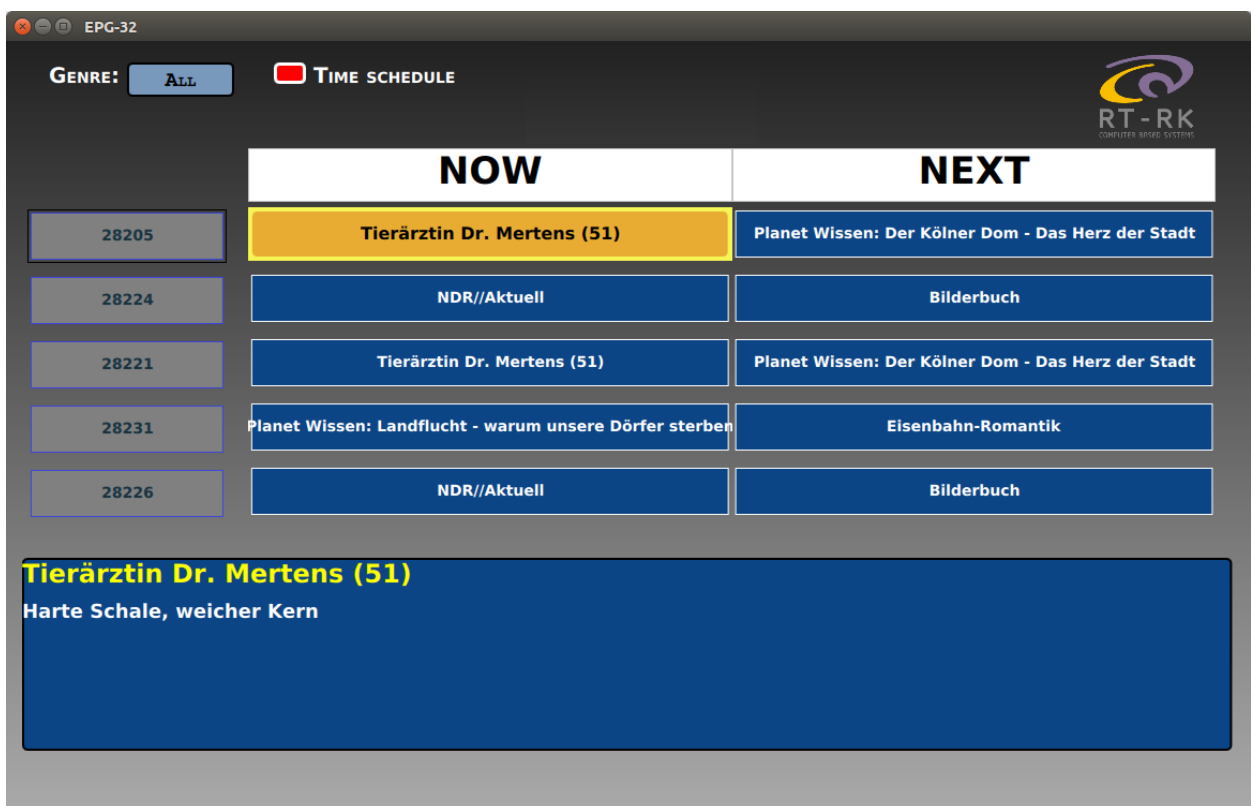 EPG-32
GENRE: ALL TIME SCHEDULE
RT-RK
COMPUTER BASED SYSTEMS
NOW NEXT
28205 Tierärztin Dr. Mertens (51) Planet Wissen: Der Kölner Dom - Das Herz der Stadt
28224 NDR//Aktuell Bilderbuch
28221 Tierärztin Dr. Mertens (51) Planet Wissen: Der Kölner Dom - Das Herz der Stadt
28231 Planet Wissen: Landflucht - warum unsere Dörfer sterben Eisenbahn-Romantik
28226 NDR//Aktuell Bilderbuch
Tierärztin Dr. Mertens (51)
Harte Schale, weicher Kern